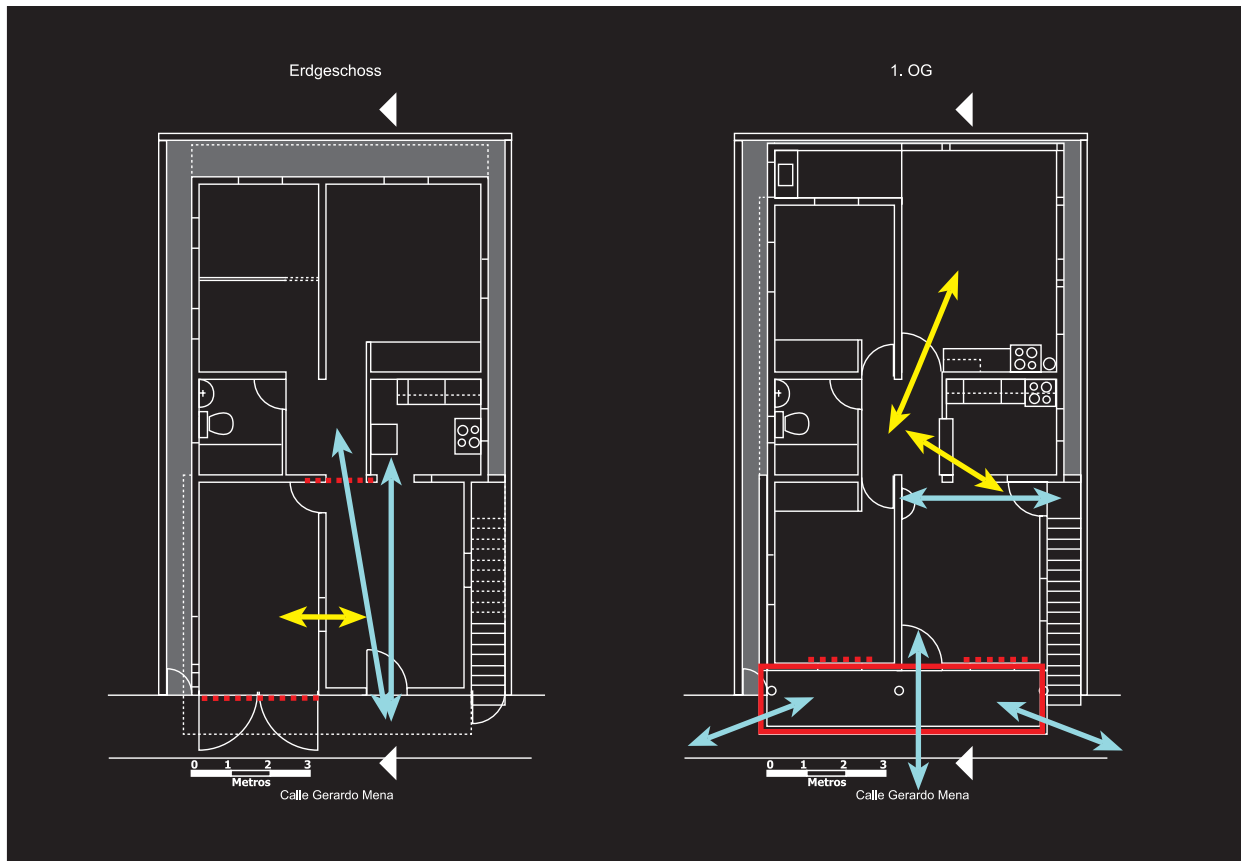 Erdgeschoss
1. OG
0 1 2 3
Metros
Calle Gerardo Mena
0 1 2 3
Metros
Calle Gerardo Mena